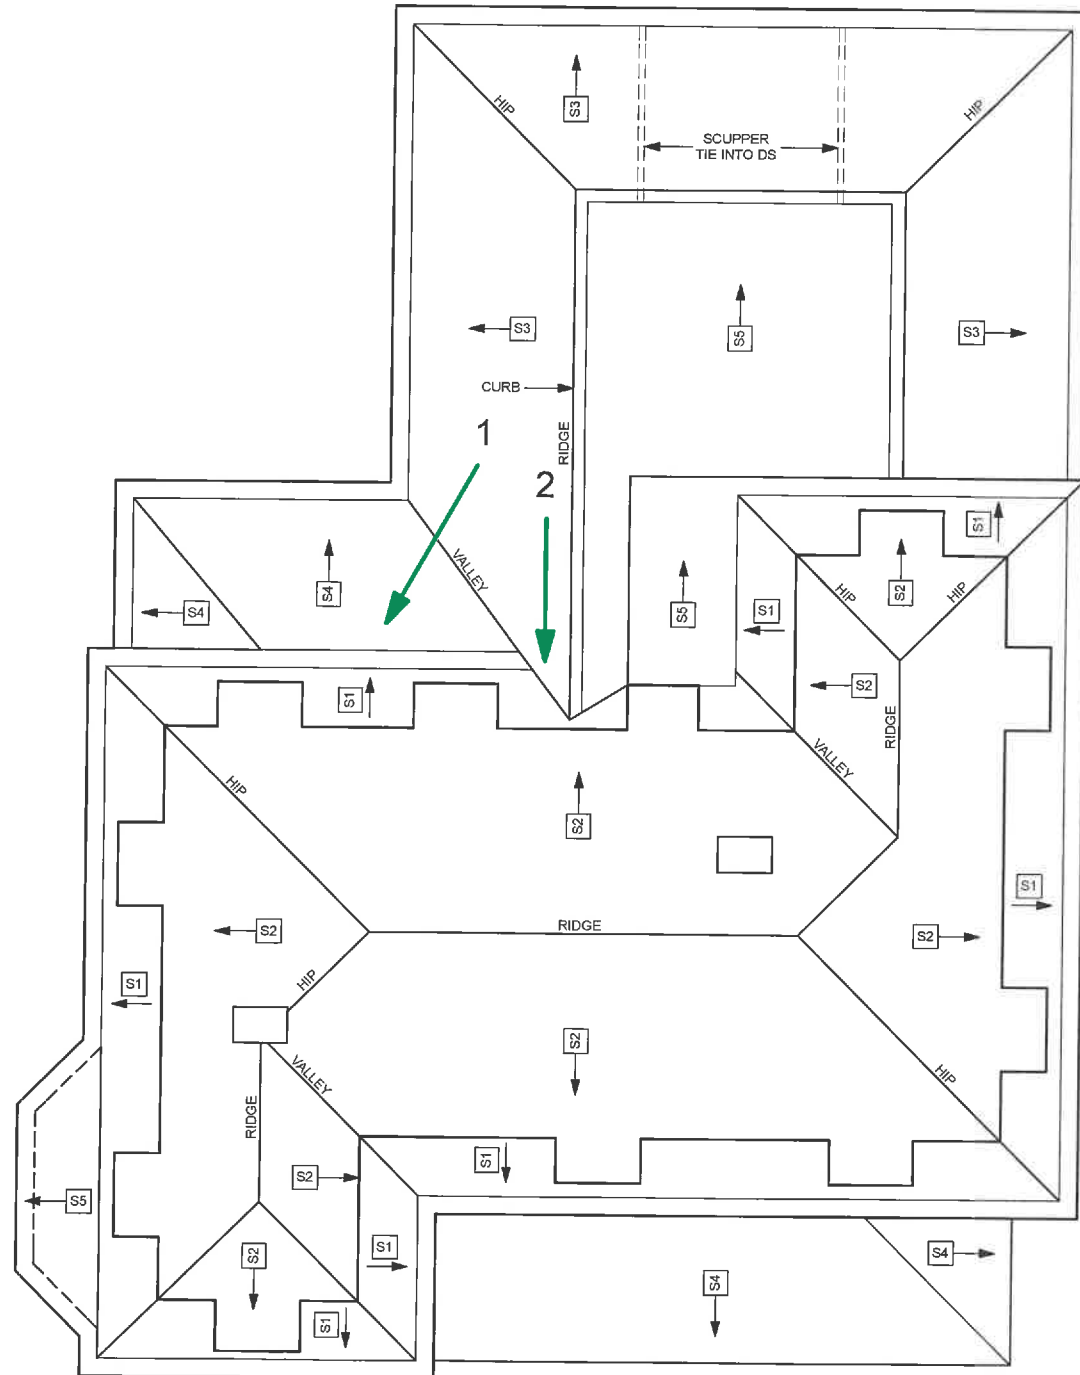 HIP
S3
HIP
SCUPPER
TIE INTO DS
S3
S5
S3
CURB
RIDGE
1
2
VALLEY
S4
S4
S5
S1
S1
S2
HIP
HIP
S2
RIDGE
VALLEY
S1
HIP
S2
RIDGE
S1
S2
S2
HIP
S1
S2
VALLEY
HIP
RIDGE
S1
S2
S5
S2
S1
S1
S4
S4